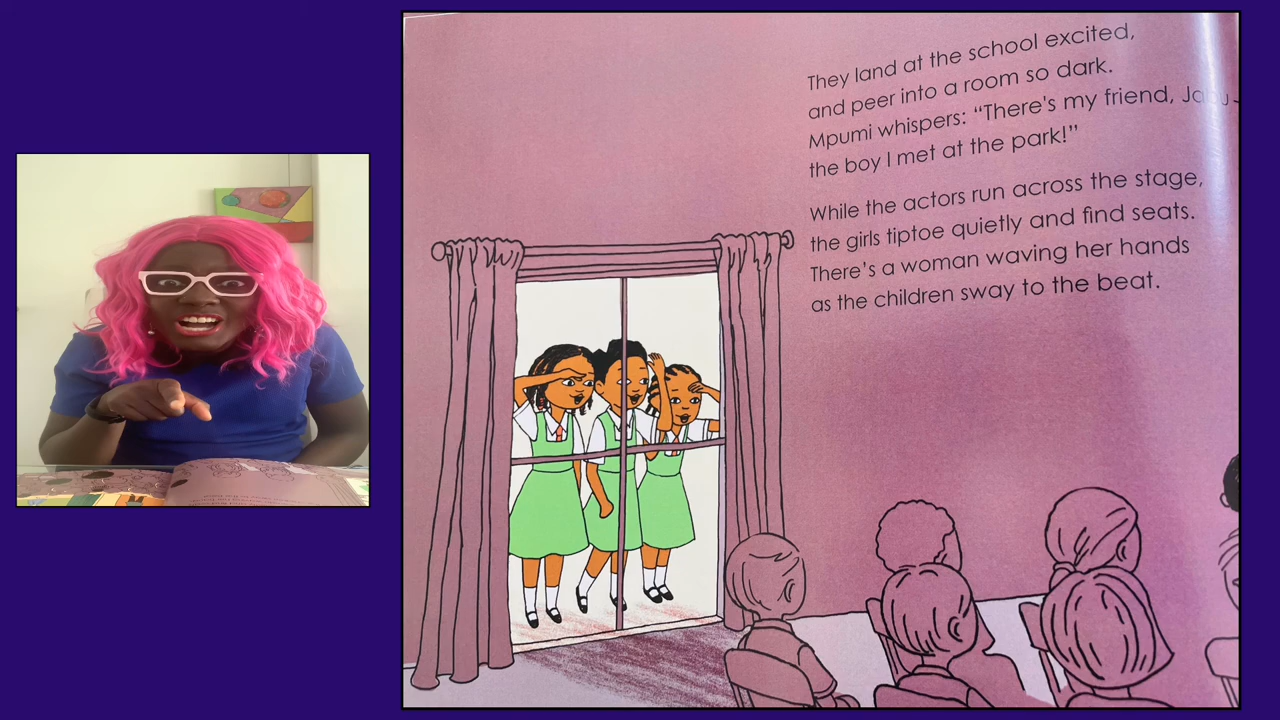 They land at the school excited,
and peer into a room so dark.
Mpumi whispers: “There's my friend, Jabu -
the boy I met at the park!”
While the actors run across the stage,
the girls tiptoe quietly and find seats.
There's a woman waving her hands
as the children sway to the beat.